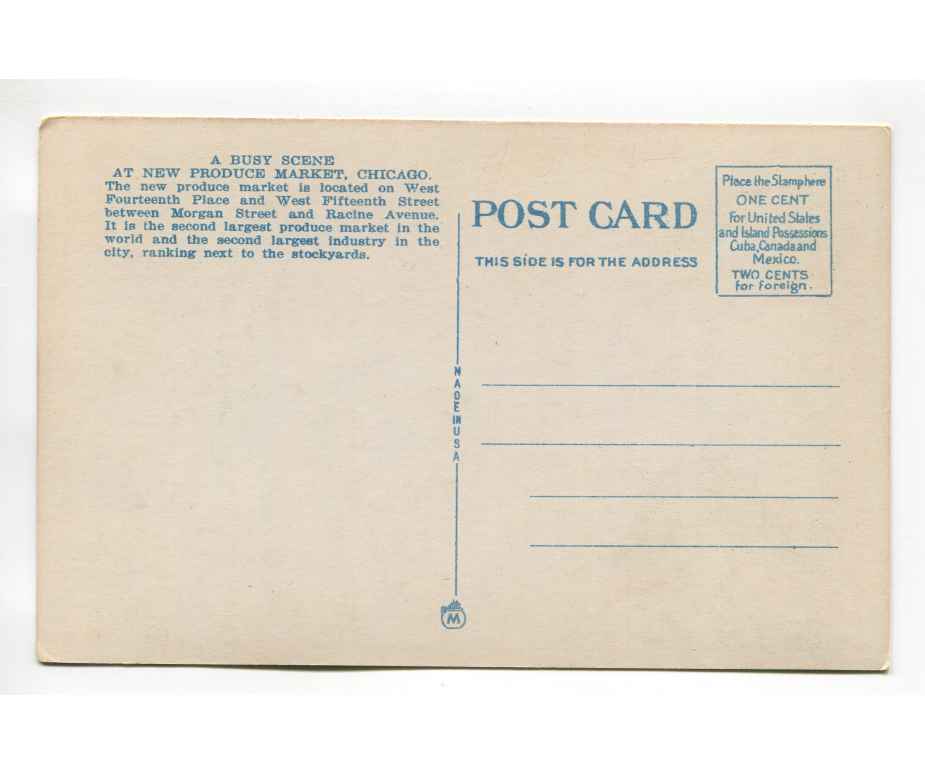 A BUSY SCENE
AT NEW PRODUCE MARKET, CHICAGO.
The new produce market is located on West
Fourteenth Place and West Fifteenth Street
between Morgan Street and Racine Avenue.
It is the second largest produce market in the
world and the second largest industry in the
city, ranking next to the stockyards.
POST CARD
THIS SIDE IS FOR THE ADDRESS
Place the Stamp here
ONE CENT
For United States
and Island Possessions
Cuba, Canada and
Mexico.
TWO CENTS
for Foreign.
MADE IN USA
M